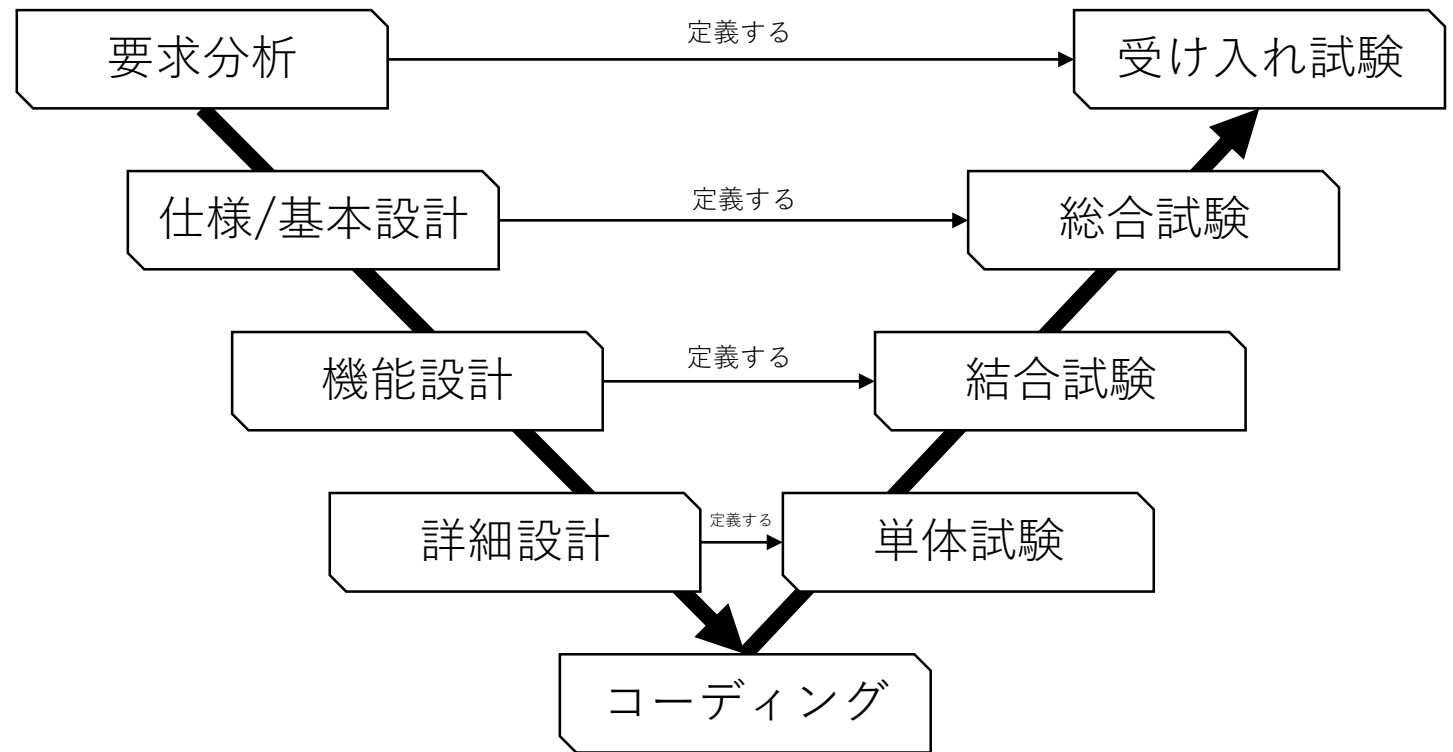 要求分析
定義する
受け入れ試験
仕様/基本設計
定義する
総合試験
機能設計
定義する
結合試験
詳細設計
定義する
単体試験
コーディング